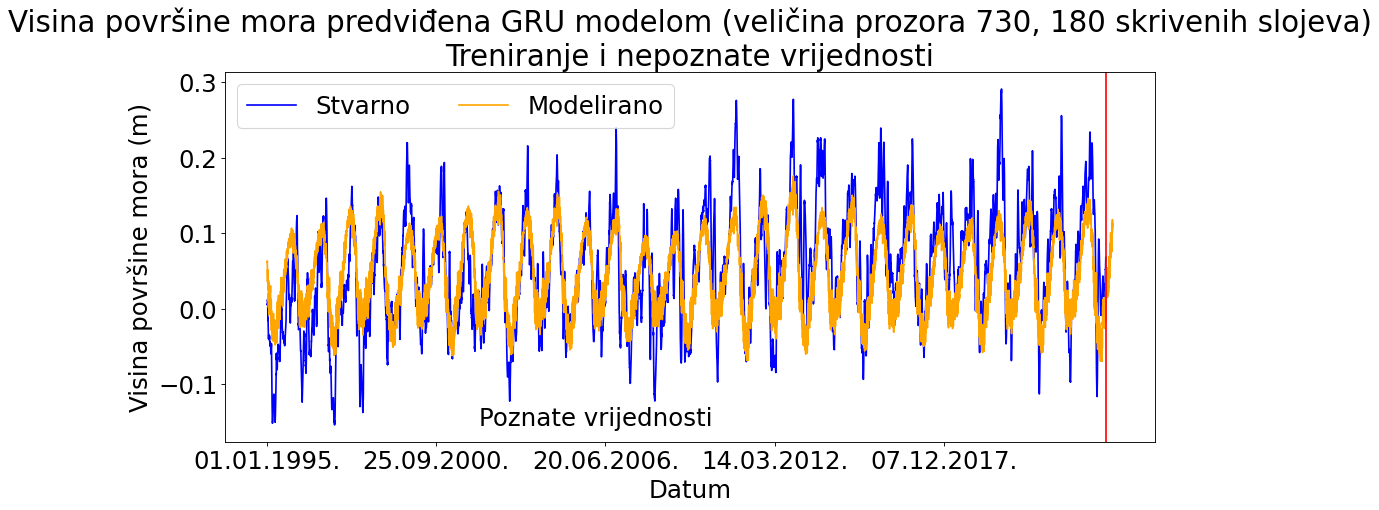 Visina površine mora predviđena GRU modelom (veličina prozora 730, 180 skrivenih slojeva)
Treniranje i nepoznate vrijednosti
Stvarno Modelirano
Visina površine mora (m)
0.3
0.2
0.1
0.0
−0.1
Poznate vrijednosti
01.01.1995. 25.09.2000. 20.06.2006. 14.03.2012. 07.12.2017.
Datum